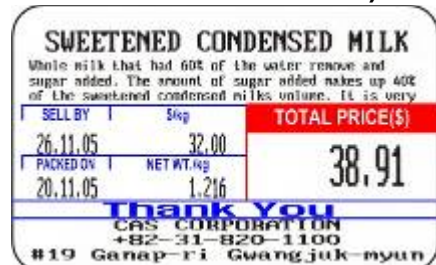 SWEETENED CONDENSED MILK
Whole milk that had 60% of the water remove and
sugar added. The amount of sugar added makes up 40%
of the sweetened condensed milks volume. It is very
SELL BY $/kg TOTAL PRICE($)
26.11.05 32.00
PACKED ON NET WT./kg 38.91
20.11.05 1.216
Thank You
CAS CORPORATION
+82-31-820-1100
#19 Ganap-ri Gwangjuk-myun